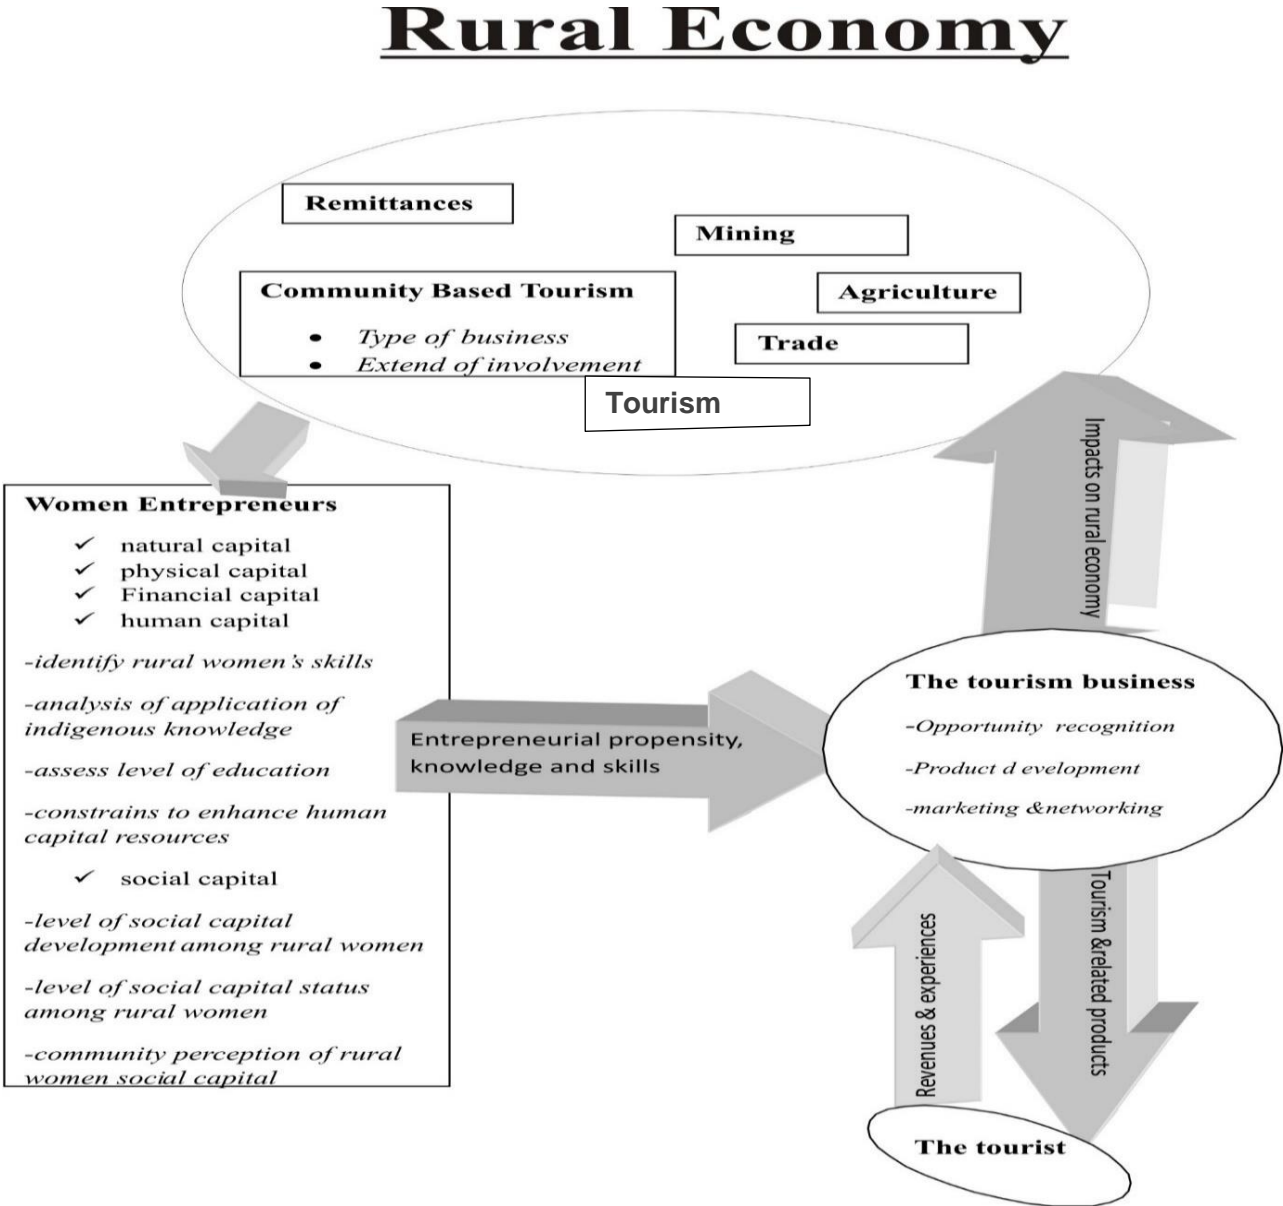 Rural Economy
Remittances
Mining
Community Based Tourism
• Type of business
• Extend of involvement
Agriculture
Trade
Tourism
Impacts on rural economy
Women Entrepreneurs
✓ natural capital
✓ physical capital
✓ Financial capital
✓ human capital
-identify rural women's skills
-analysis of application of
indigenous knowledge
-assess level of education
-constrains to enhance human
capital resources
✓ social capital
-level of social capital
development among rural women
-level of social capital status
among rural women
-community perception of rural
women social capital
Entrepreneurial propensity,
knowledge and skills
The tourism business
-Opportunity recognition
-Product d evelopment
-marketing &networking
Revenues & experiences
Tourism &related products
The tourist